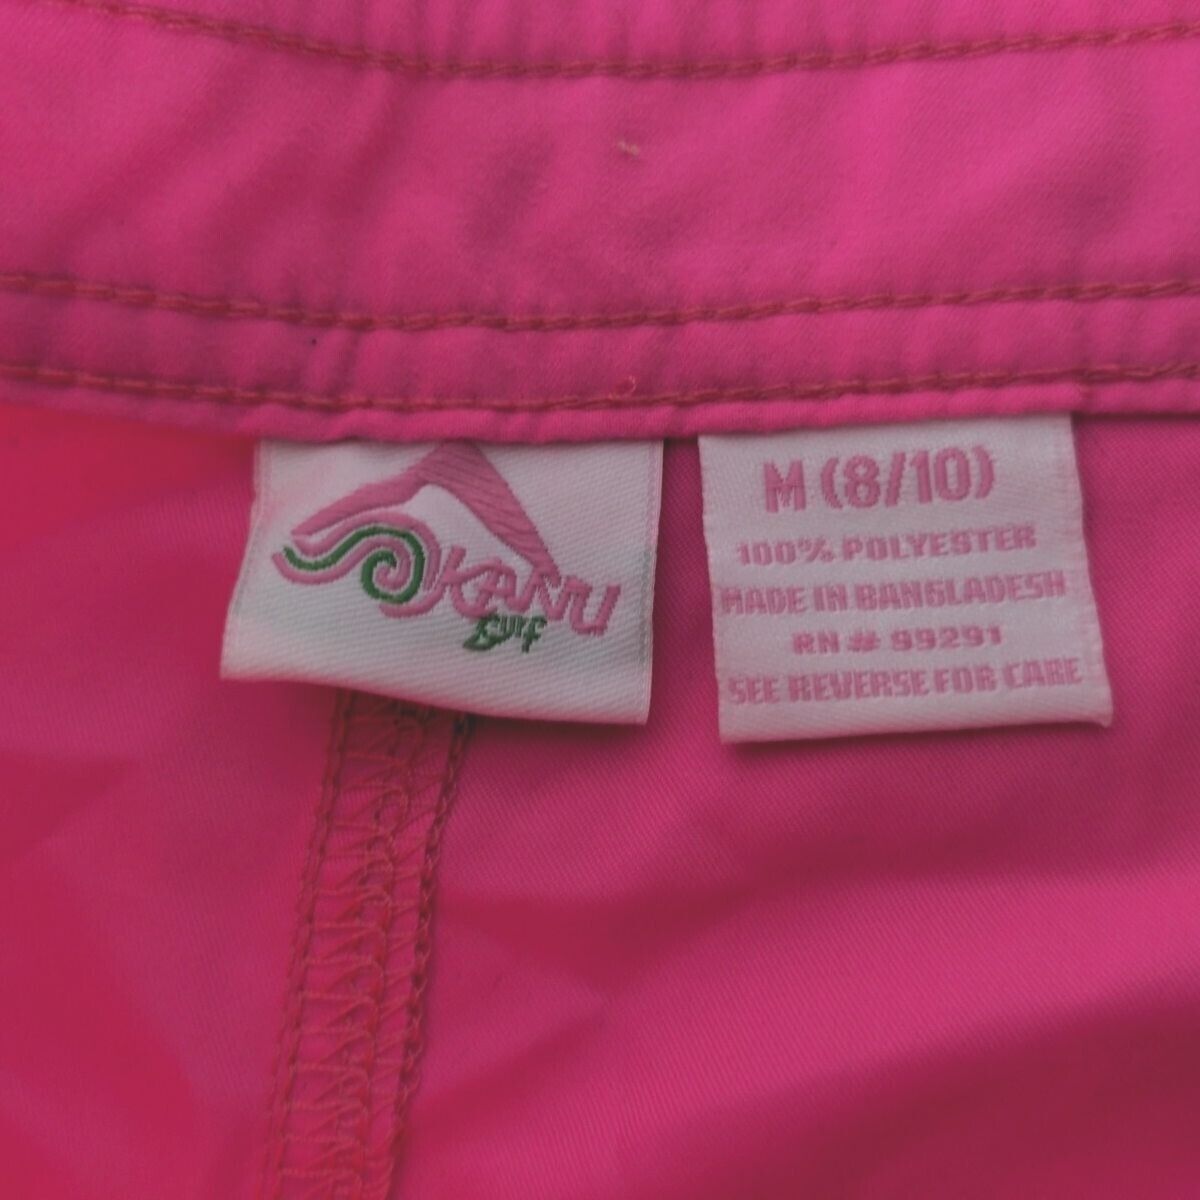 KANU
Surf
M (8/10)
100% POLYESTER
MADE IN BANGLADESH
RN # 99291
SEE REVERSE FOR CARE